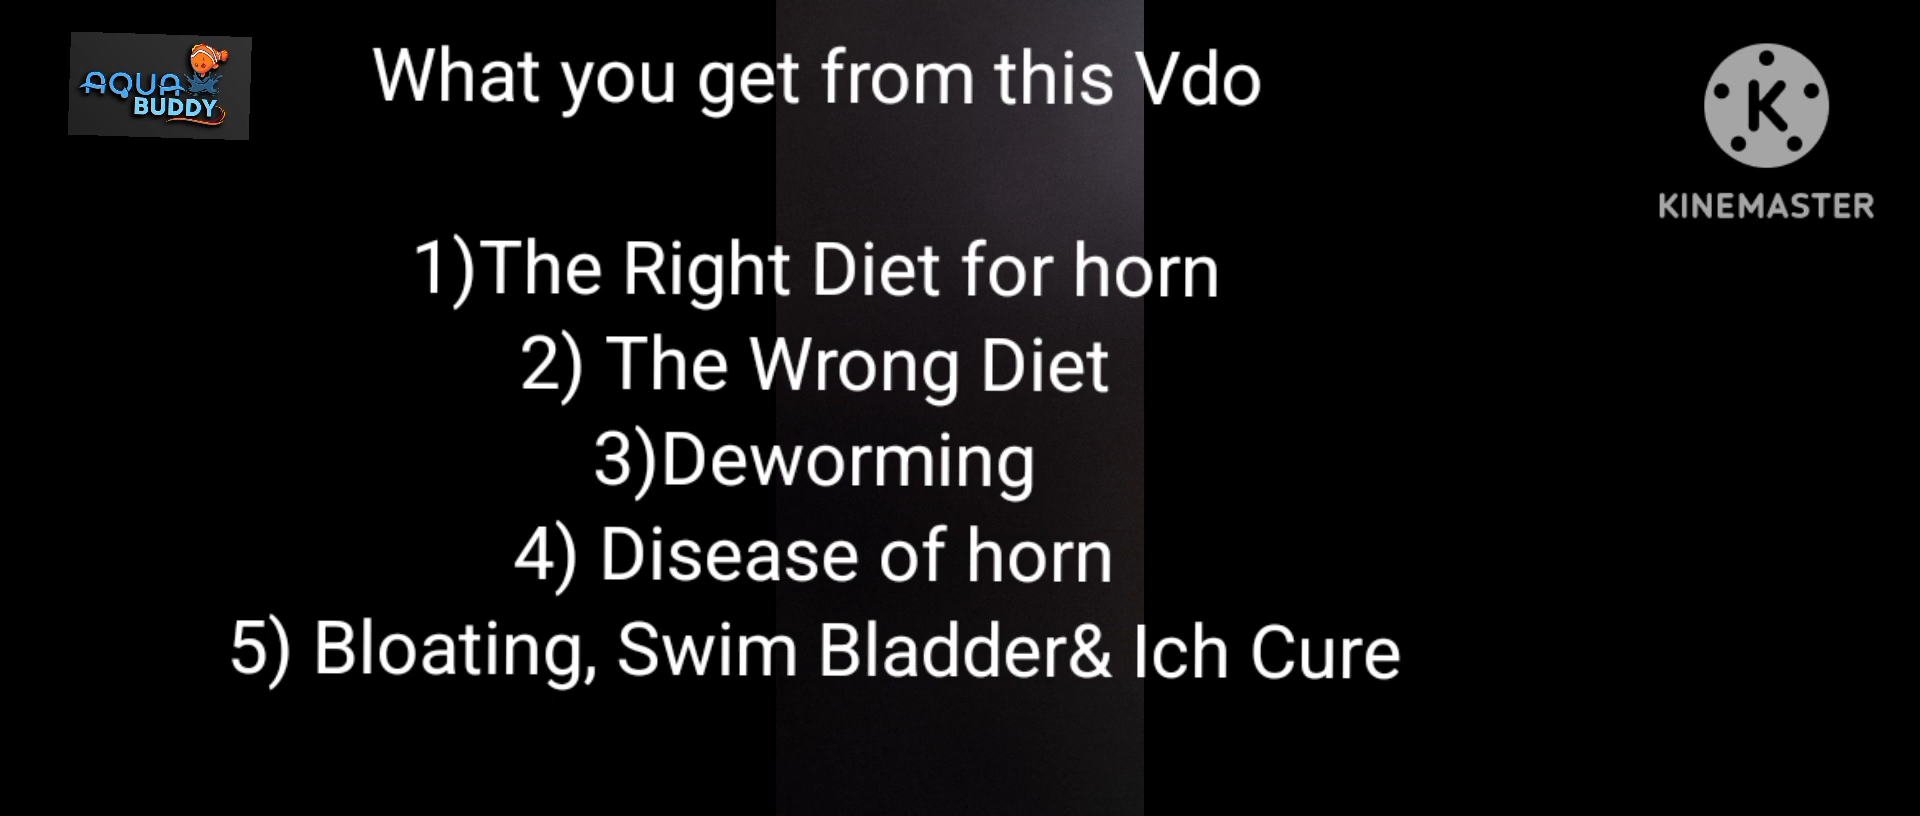 AQUA
BUDDY
What you get from this Vdo
K
KINEMASTER
1)The Right Diet for horn
2) The Wrong Diet
3)Deworming
4) Disease of horn
5) Bloating, Swim Bladder& Ich Cure